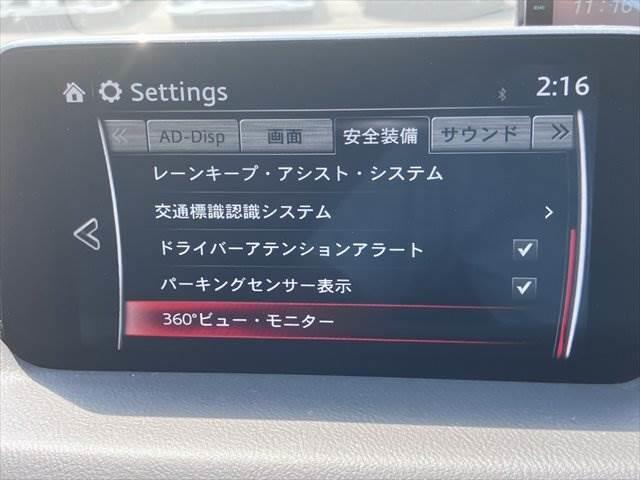 11:16
Settings
2:16
AD-Disp 画面 安全装備 サウンド
レーンキープ・アシスト・システム
交通標識認識システム
ドライバーアテンションアラート
パーキングセンサー表示
360°ビュー・モニター